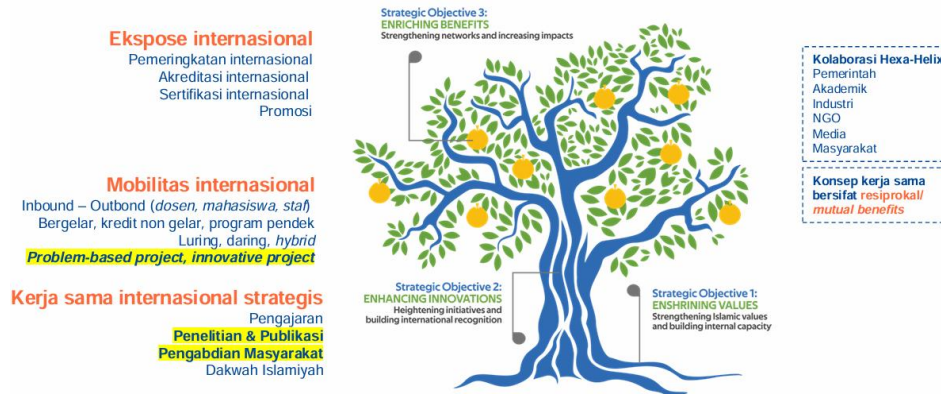 Ekspose internasional
Pemeringkatan internasional
Akreditasi internasional
Sertifikasi internasional
Promosi
Mobilitas internasional
Inbound – Outbond (dosen, mahasiswa, staf)
Bergelar, kredit non gelar, program pendek
Luring, daring, hybrid
Problem-based project, innovative project
Kerja sama internasional strategis
Pengajaran
Penelitian & Publikasi
Pengabdian Masyarakat
Dakwah Islamiyah
Strategic Objective 3:
ENRICHING BENEFITS
Strengthening networks and increasing impacts
Strategic Objective 2:
ENHANCING INNOVATIONS
Heightening initiatives and
building international recognition
Strategic Objective 1:
ENSHRINING VALUES
Strengthening Islamic values
and building internal capacity
Kolaborasi Hexa-Helix
Pemerintah
Akademik
Industri
NGO
Media
Masyarakat
Konsep kerja sama
bersifat resiprokal/
mutual benefits